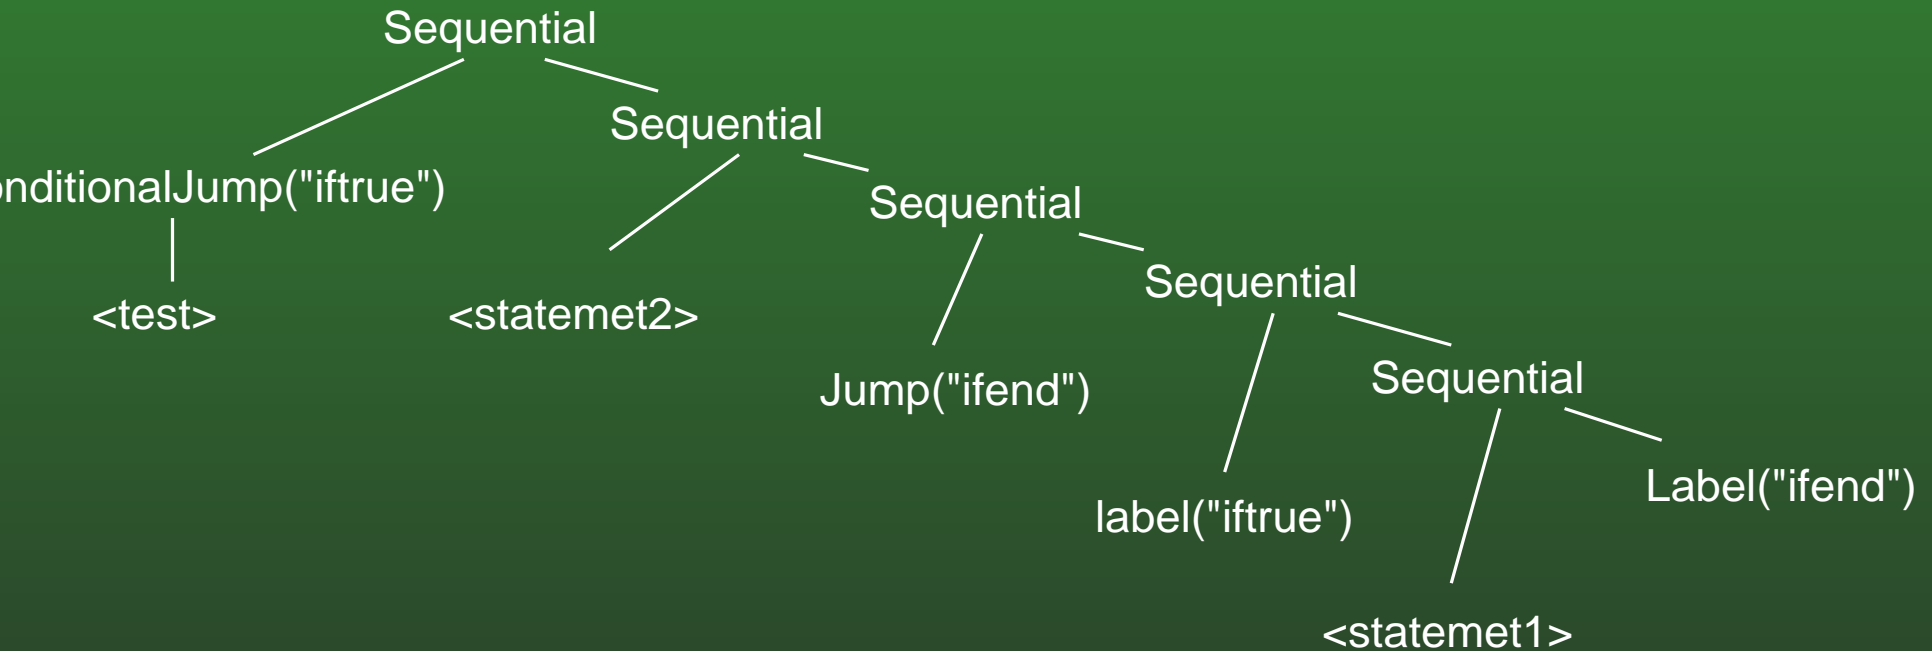 Sequential
Sequential
onditionalJump("iftrue")
Sequential
Sequential
<test>
<statemet2>
Sequential
Jump("ifend")
Label("ifend")
label("iftrue")
<statemet1>